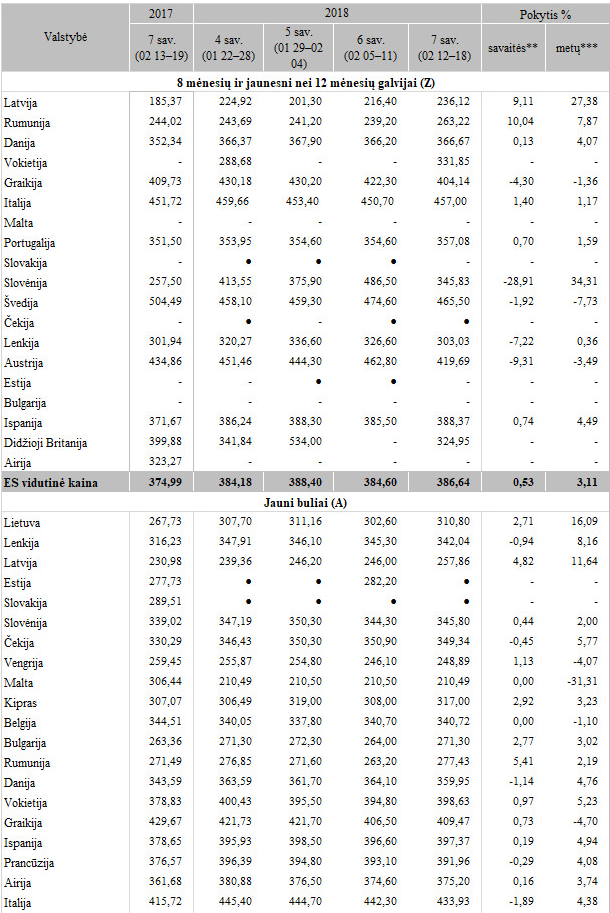 Valstybė 2017 2018 Pokytis %
7 sav. (02 13–19) 4 sav. (01 22–28) 5 sav. (01 29–02 04) 6 sav. (02 05–11) 7 sav. (02 12–18) savaitės** metų***
8 mėnesių ir jaunesni nei 12 mėnesių galvijai (Z)
Latvija 185,37 224,92 201,30 216,40 236,12 9,11 27,38
Rumunija 244,02 243,69 241,20 239,20 263,22 10,04 7,87
Danija 352,34 366,37 367,90 366,20 366,67 0,13 4,07
Vokietija - 288,68 - - 331,85 - -
Graikija 409,73 430,18 430,20 422,30 404,14 -4,30 -1,36
Italija 451,72 459,66 453,40 450,70 457,00 1,40 1,17
Malta - - - - - - -
Portugalija 351,50 353,95 354,60 354,60 357,08 0,70 1,59
Slovakija - ● ● ● - - -
Slovėnija 257,50 413,55 375,90 486,50 345,83 -28,91 34,31
Švedija 504,49 458,10 459,30 474,60 465,50 -1,92 -7,73
Čekija - ● - ● ● - -
Lenkija 301,94 320,27 336,60 326,60 303,03 -7,22 0,36
Austrija 434,86 451,46 444,30 462,80 419,69 -9,31 -3,49
Estija - - ● ● - - -
Bulgarija - - - - - - -
Ispanija 371,67 386,24 388,30 385,50 388,37 0,74 4,49
Didžioji Britanija 399,88 341,84 534,00 - 324,95 - -
Airija 323,27 - - - - - -
ES vidutinė kaina 374,99 384,18 388,40 384,60 386,64 0,53 3,11
Jauni buliai (A)
Lietuva 267,73 307,70 311,16 302,60 310,80 2,71 16,09
Lenkija 316,23 347,91 346,10 345,30 342,04 -0,94 8,16
Latvija 230,98 239,36 246,20 246,00 257,86 4,82 11,64
Estija 277,73 ● ● 282,20 ● - -
Slovakija 289,51 ● ● ● ● - -
Slovėnija 339,02 347,19 350,30 344,30 345,80 0,44 2,00
Čekija 330,29 346,43 350,30 350,90 349,34 -0,45 5,77
Vengrija 259,45 255,87 254,80 246,10 248,89 1,13 -4,07
Malta 306,44 210,49 210,50 210,50 210,49 0,00 -31,31
Kipras 307,07 306,49 319,00 308,00 317,00 2,92 3,23
Belgija 344,51 340,05 337,80 340,70 340,72 0,00 -1,10
Bulgarija 263,36 271,30 272,30 264,00 271,30 2,77 3,02
Rumunija 271,49 276,85 271,60 263,20 277,43 5,41 2,19
Danija 343,59 363,59 361,70 364,10 359,95 -1,14 4,76
Vokietija 378,83 400,43 395,50 394,80 398,63 0,97 5,23
Graikija 429,67 421,73 421,70 406,50 409,47 0,73 -4,70
Ispanija 378,65 395,93 398,50 396,60 397,37 0,19 4,94
Prancūzija 376,57 396,39 394,80 393,10 391,96 -0,29 4,08
Airija 361,68 380,88 376,50 374,60 375,20 0,16 3,74
Italija 415,72 445,40 444,70 442,30 433,93 -1,89 4,38